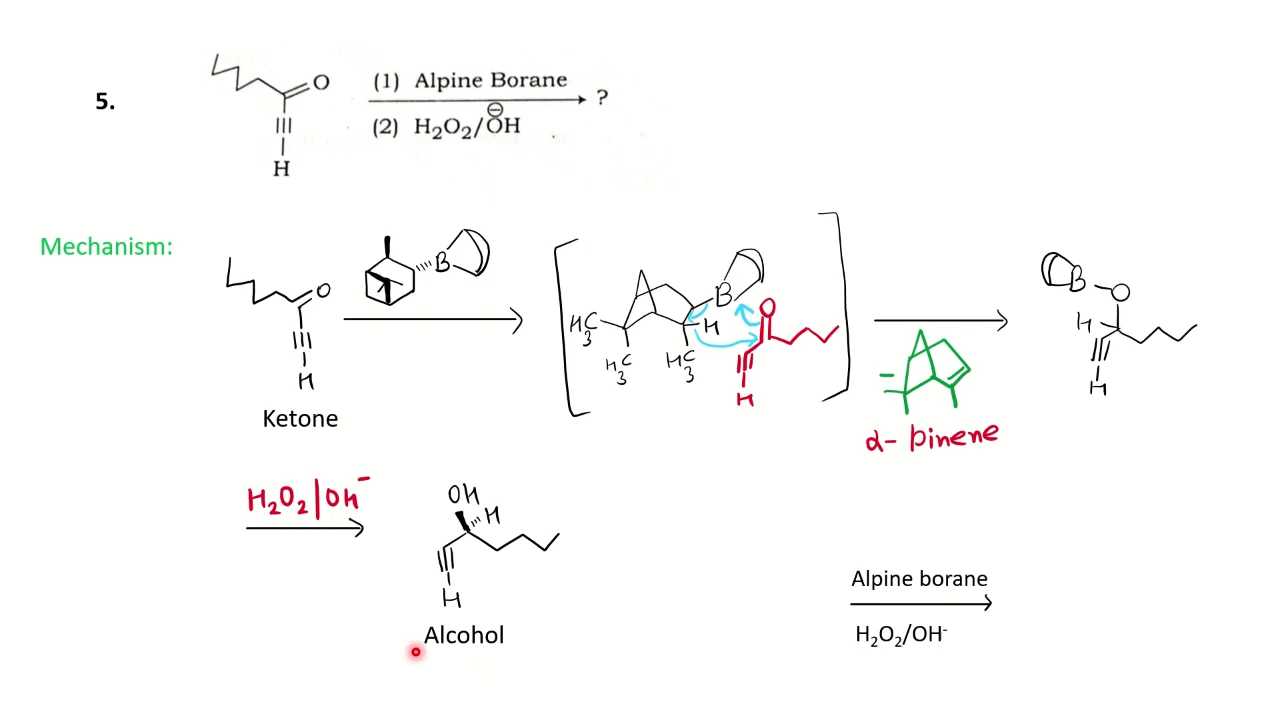 5.
O
H
(1) Alpine Borane
(2) H₂O₂/O⊖H
?
Mechanism:
O
H
Ketone
B
H₃C
H₃C
H₃C
H
B
O
H
α- pinene
B
O
H
H
H₂O₂|OH⁻
OH
H
H
Alcohol
Alpine borane
H₂O₂/OH⁻